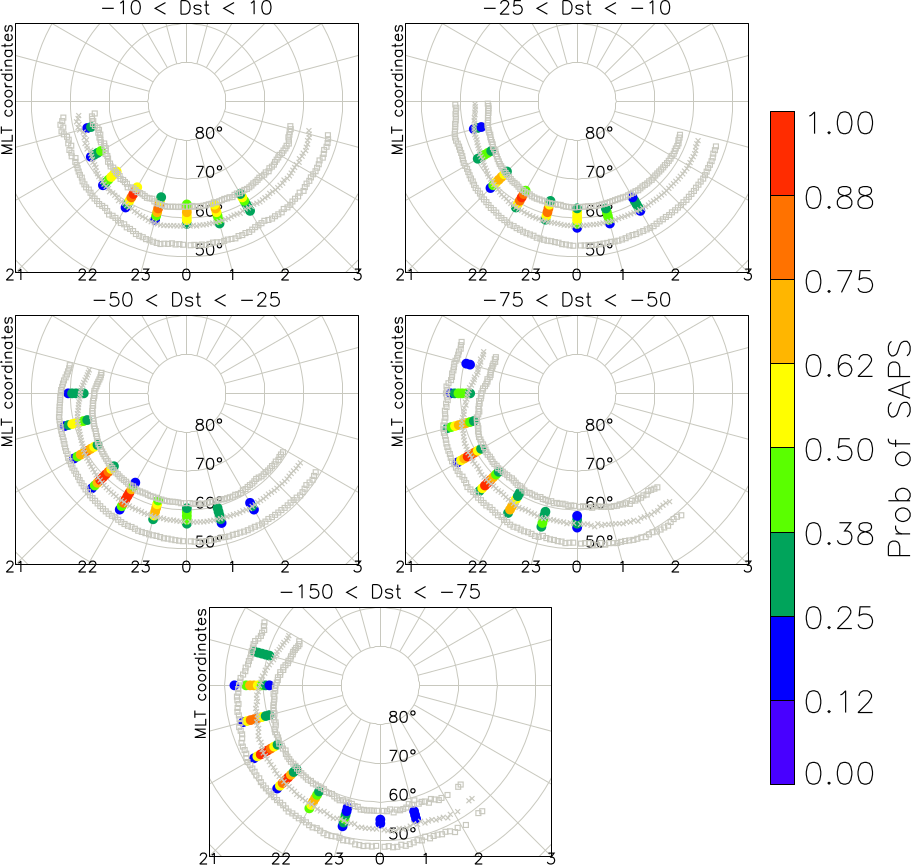 −10 < Dst < 10
MLT coordinates
80°
70°
60°
50°
21 22 23 0 1 2 3
−25 < Dst < −10
MLT coordinates
80°
70°
60°
50°
21 22 23 0 1 2 3
−50 < Dst < −25
MLT coordinates
80°
70°
60°
50°
21 22 23 0 1 2 3
−75 < Dst < −50
MLT coordinates
80°
70°
60°
50°
21 22 23 0 1 2 3
−150 < Dst < −75
MLT coordinates
80°
70°
60°
50°
21 22 23 0 1 2 3
1.00
0.88
0.75
0.62
0.50
0.38
0.25
0.12
0.00
Prob of SAPS